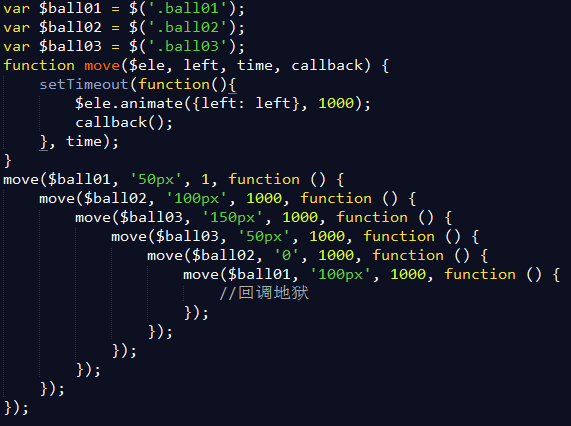 var $ball01 = $('.ball01');
var $ball02 = $('.ball02');
var $ball03 = $('.ball03');
function move($ele, left, time, callback) {
    setTimeout(function(){
        $ele.animate({left: left}, 1000);
        callback();
    }, time);
}
move($ball01, '50px', 1, function () {
    move($ball02, '100px', 1000, function () {
        move($ball03, '150px', 1000, function () {
            move($ball03, '50px', 1000, function () {
                move($ball02, '0', 1000, function () {
                    move($ball01, '100px', 1000, function () {
                        //回调地狱
                    });
                });
            });
        });
    });
});